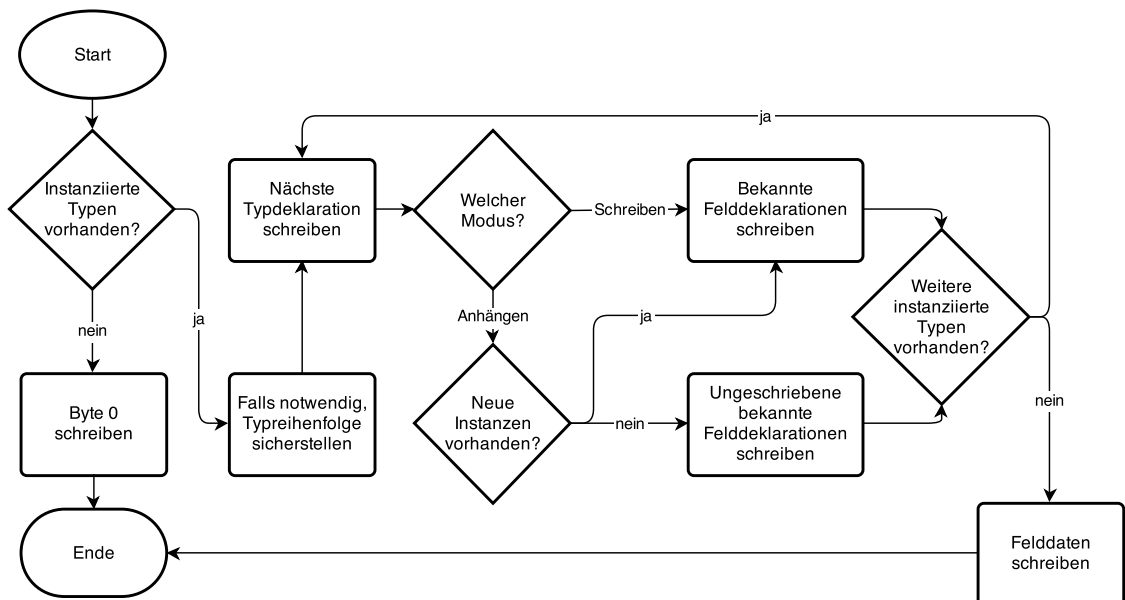 Start
Instanziierte
Typen
vorhanden?
nein
ja
Byte 0
schreiben
Ende
Falls notwendig,
Typreihenfolge
sicherstellen
Nächste
Typdeklaration
schreiben
Welcher
Modus?
Schreiben
Anhängen
Neue
Instanzen
vorhanden?
ja
nein
Bekannte
Felddeklarationen
schreiben
Ungeschriebene
bekannte
Felddeklarationen
schreiben
Weitere
instanziierte
Typen
vorhanden?
ja
nein
Felddaten
schreiben